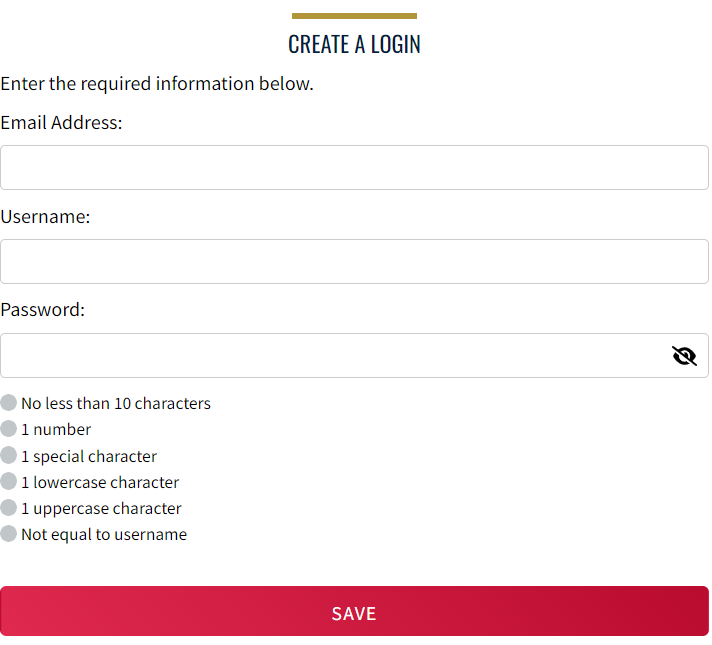 CREATE A LOGIN
Enter the required information below.
Email Address:
Username:
Password:
No less than 10 characters
1 number
1 special character
1 lowercase character
1 uppercase character
Not equal to username
SAVE